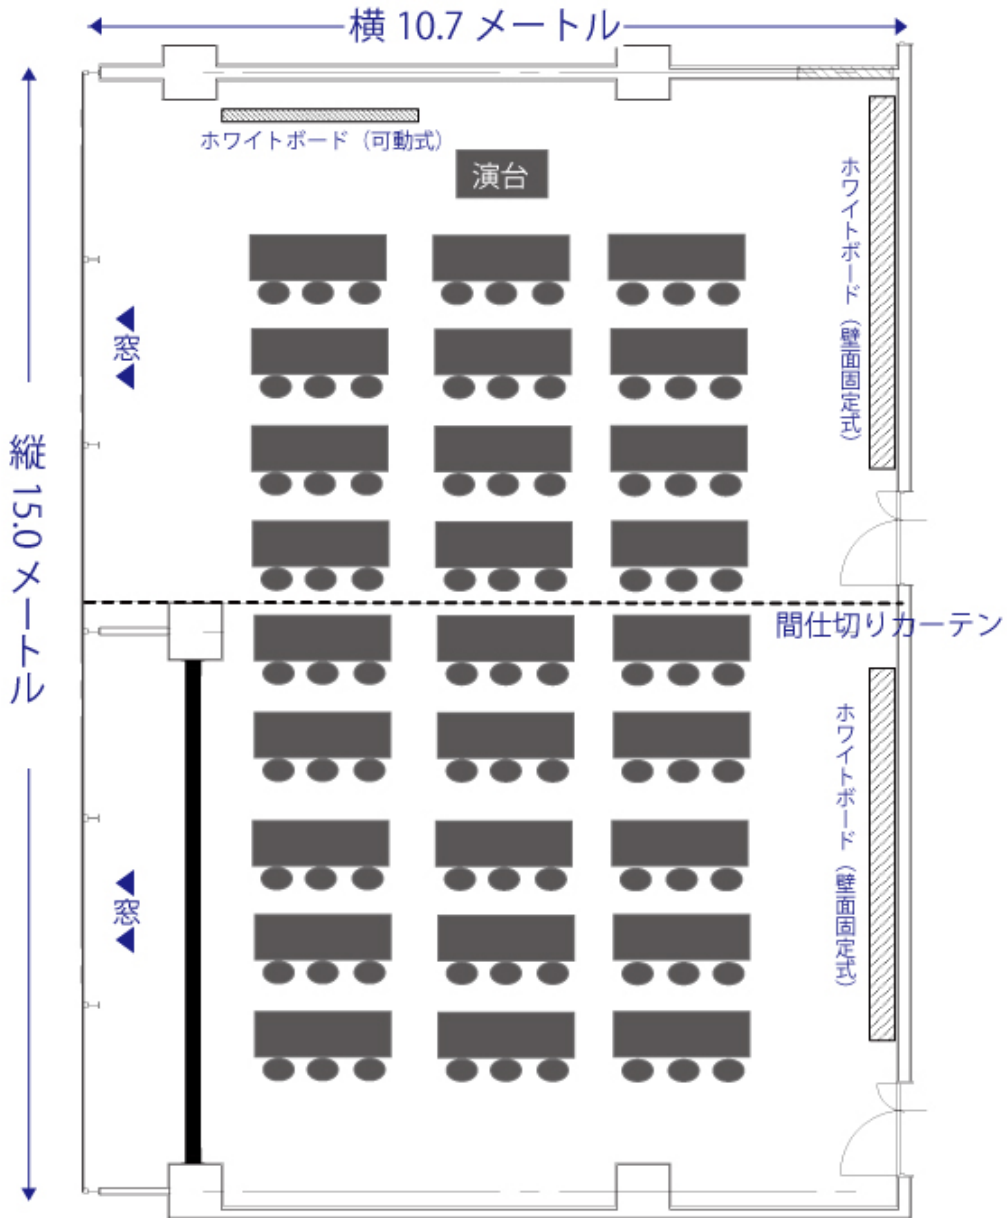 横 10.7 メートル
ホワイトボード（可動式）
演台
ホワイトボード（壁面固定式）
◀窓◀
縦 15.0 メートル
間仕切りカーテン
ホワイトボード（壁面固定式）
◀窓◀